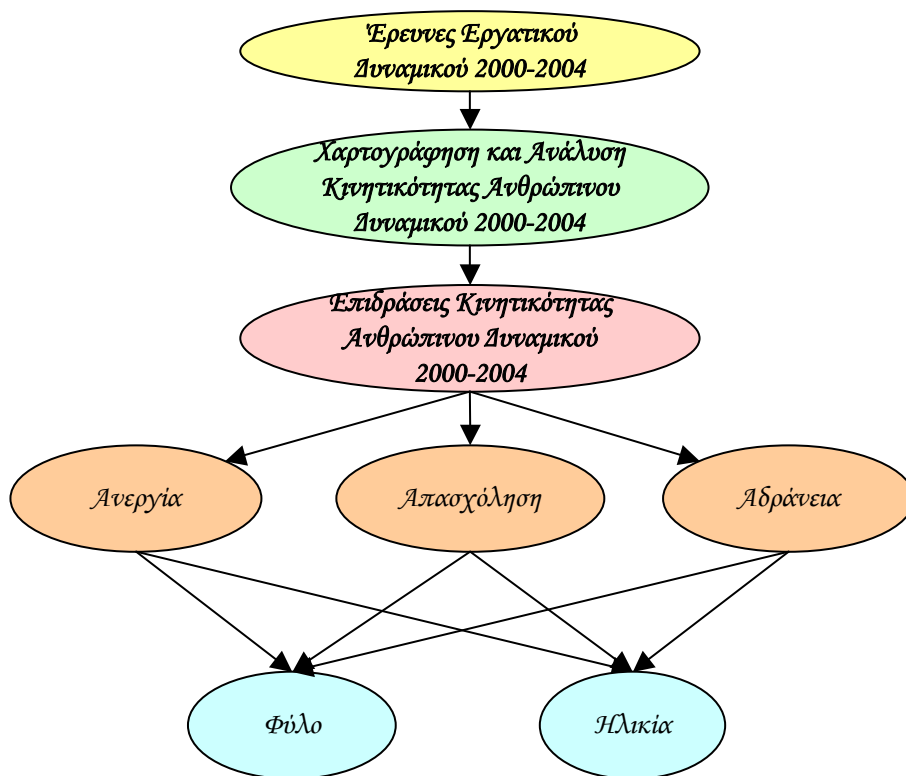 Έρευνες Εργατικού
Δυναμικού 2000-2004
Χαρτογράφηση και Ανάλυση
Κινητικότητας Ανθρώπινου
Δυναμικού 2000-2004
Επιδράσεις Κινητικότητας
Ανθρώπινου Δυναμικού
2000-2004
Ανεργία
Απασχόληση
Αδράνεια
Φύλο
Ηλικία